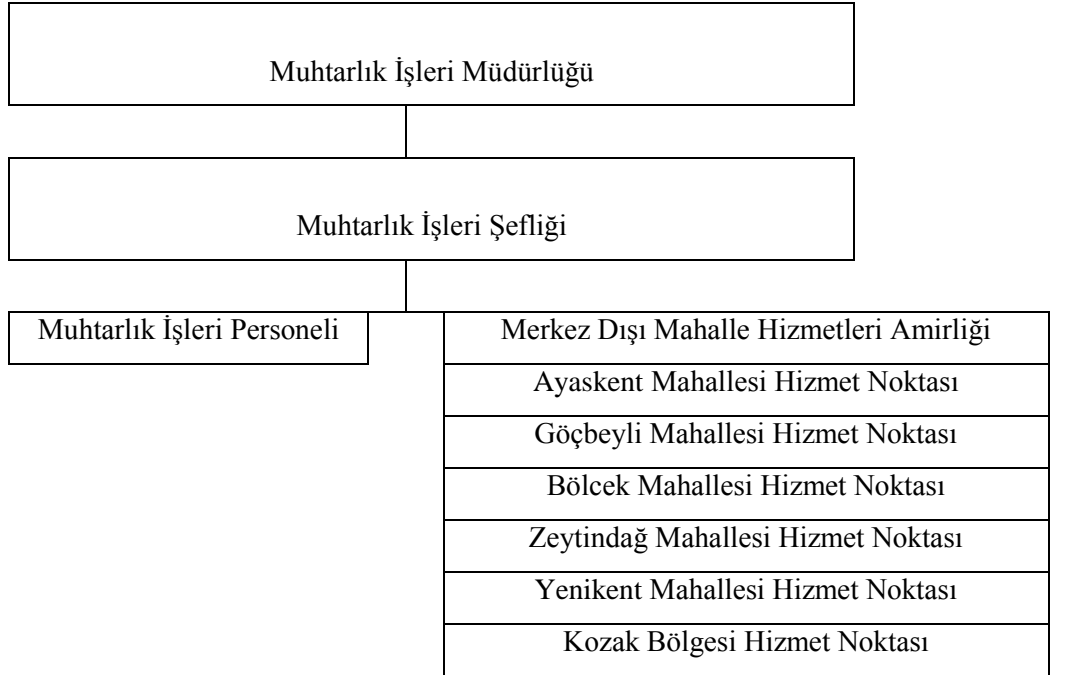 Muhtarlık İşleri Müdürlüğü
Muhtarlık İşleri Şefliği
Muhtarlık İşleri Personeli
Merkez Dışı Mahalle Hizmetleri Amirliği
Ayaskent Mahallesi Hizmet Noktası
Göçbeyli Mahallesi Hizmet Noktası
Bölcek Mahallesi Hizmet Noktası
Zeytindağ Mahallesi Hizmet Noktası
Yenikent Mahallesi Hizmet Noktası
Kozak Bölgesi Hizmet Noktası